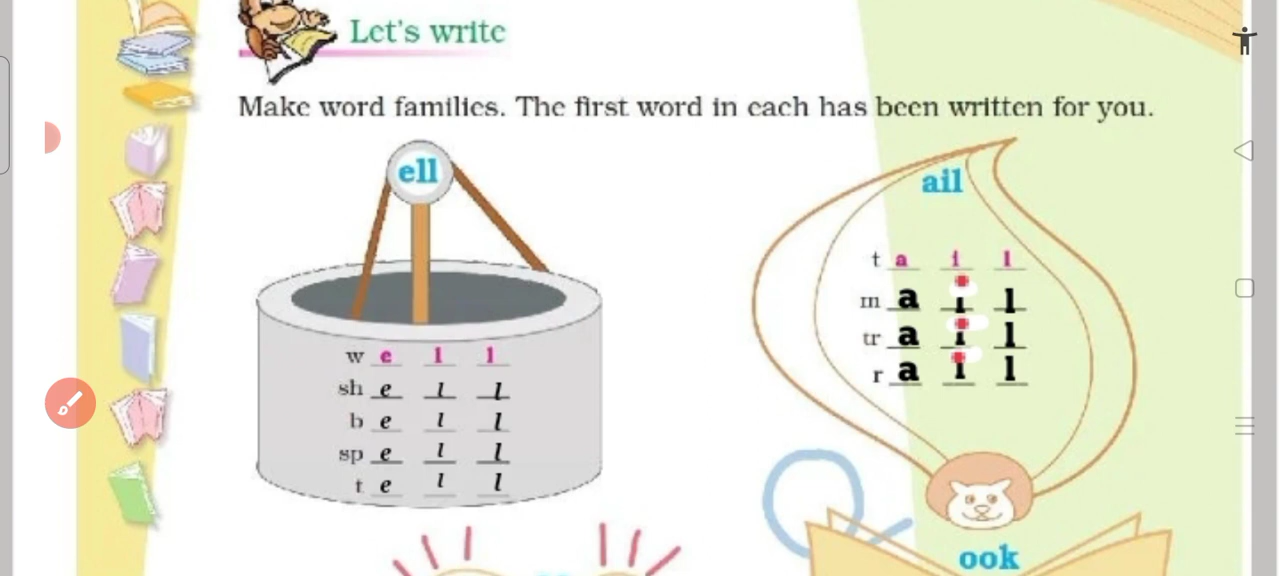 Let's write
Make word families. The first word in each has been written for you.
ell
w e l l
sh e l l
b e l l
sp e l l
t e l l
ail
t a i l
m a i l
tr a i l
r a i l
ook